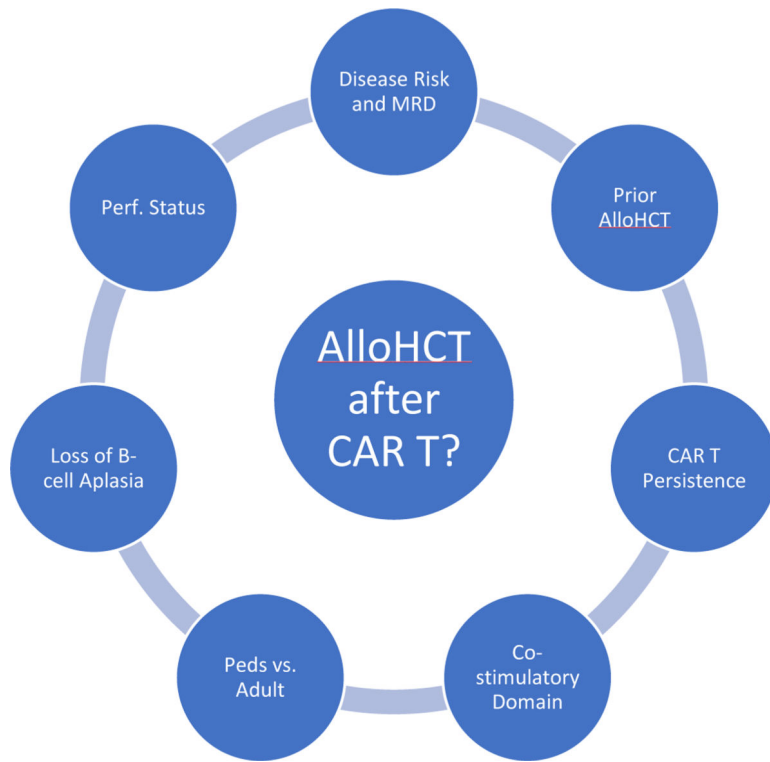 Disease Risk
and MRD
Prior
AlloHCT
CAR T
Persistence
Co-
stimulatory
Domain
Peds vs.
Adult
Loss of B-
cell Aplasia
Perf. Status
AlloHCT
after
CAR T?